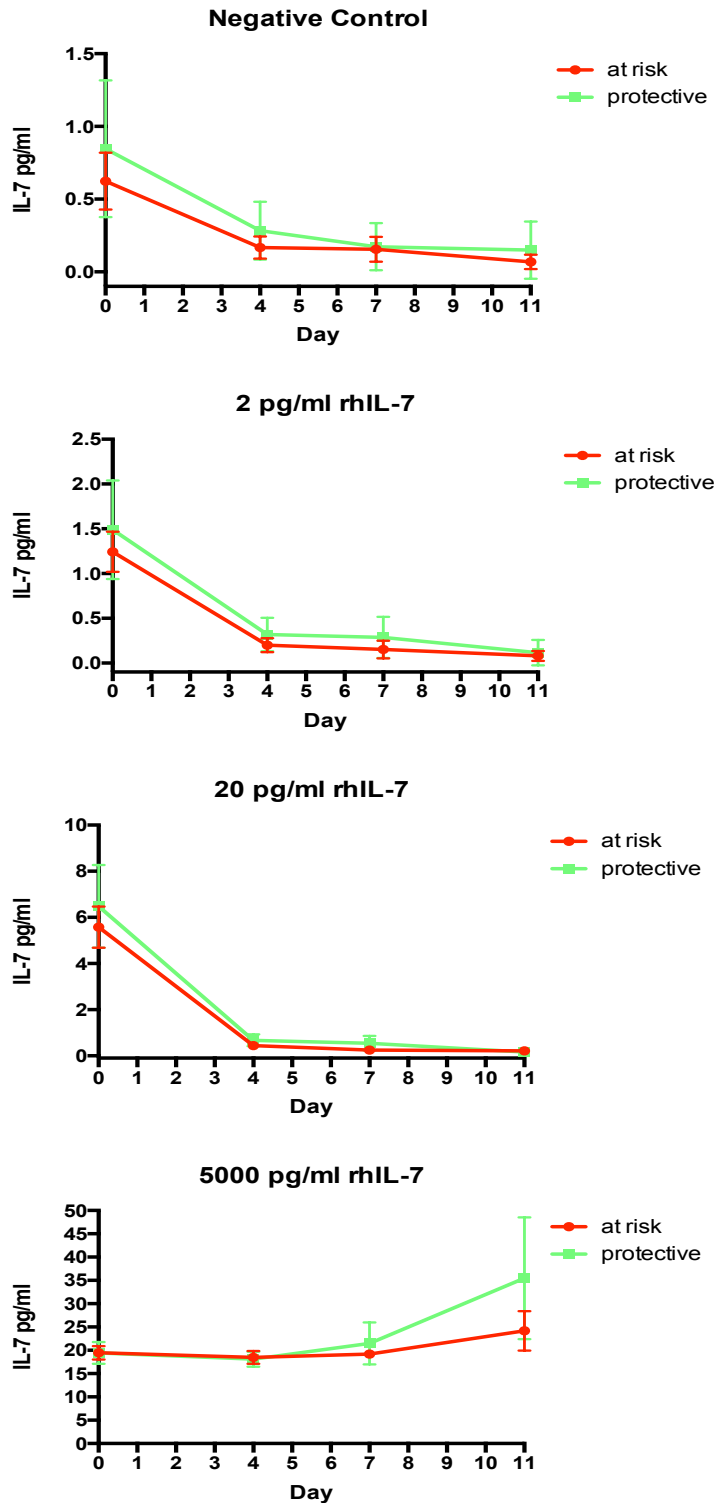 Negative Control
1.5
1.0
0.5
0.0
IL-7 pg/ml
0 1 2 3 4 5 6 7 8 9 10 11
Day
at risk
protective
2 pg/ml rhIL-7
2.5
2.0
1.5
1.0
0.5
0.0
IL-7 pg/ml
0 1 2 3 4 5 6 7 8 9 10 11
Day
at risk
protective
20 pg/ml rhIL-7
10
8
6
4
2
0
IL-7 pg/ml
0 1 2 3 4 5 6 7 8 9 10 11
Day
at risk
protective
5000 pg/ml rhIL-7
50
45
40
35
30
25
20
15
10
5
0
IL-7 pg/ml
0 1 2 3 4 5 6 7 8 9 10 11
Day
at risk
protective